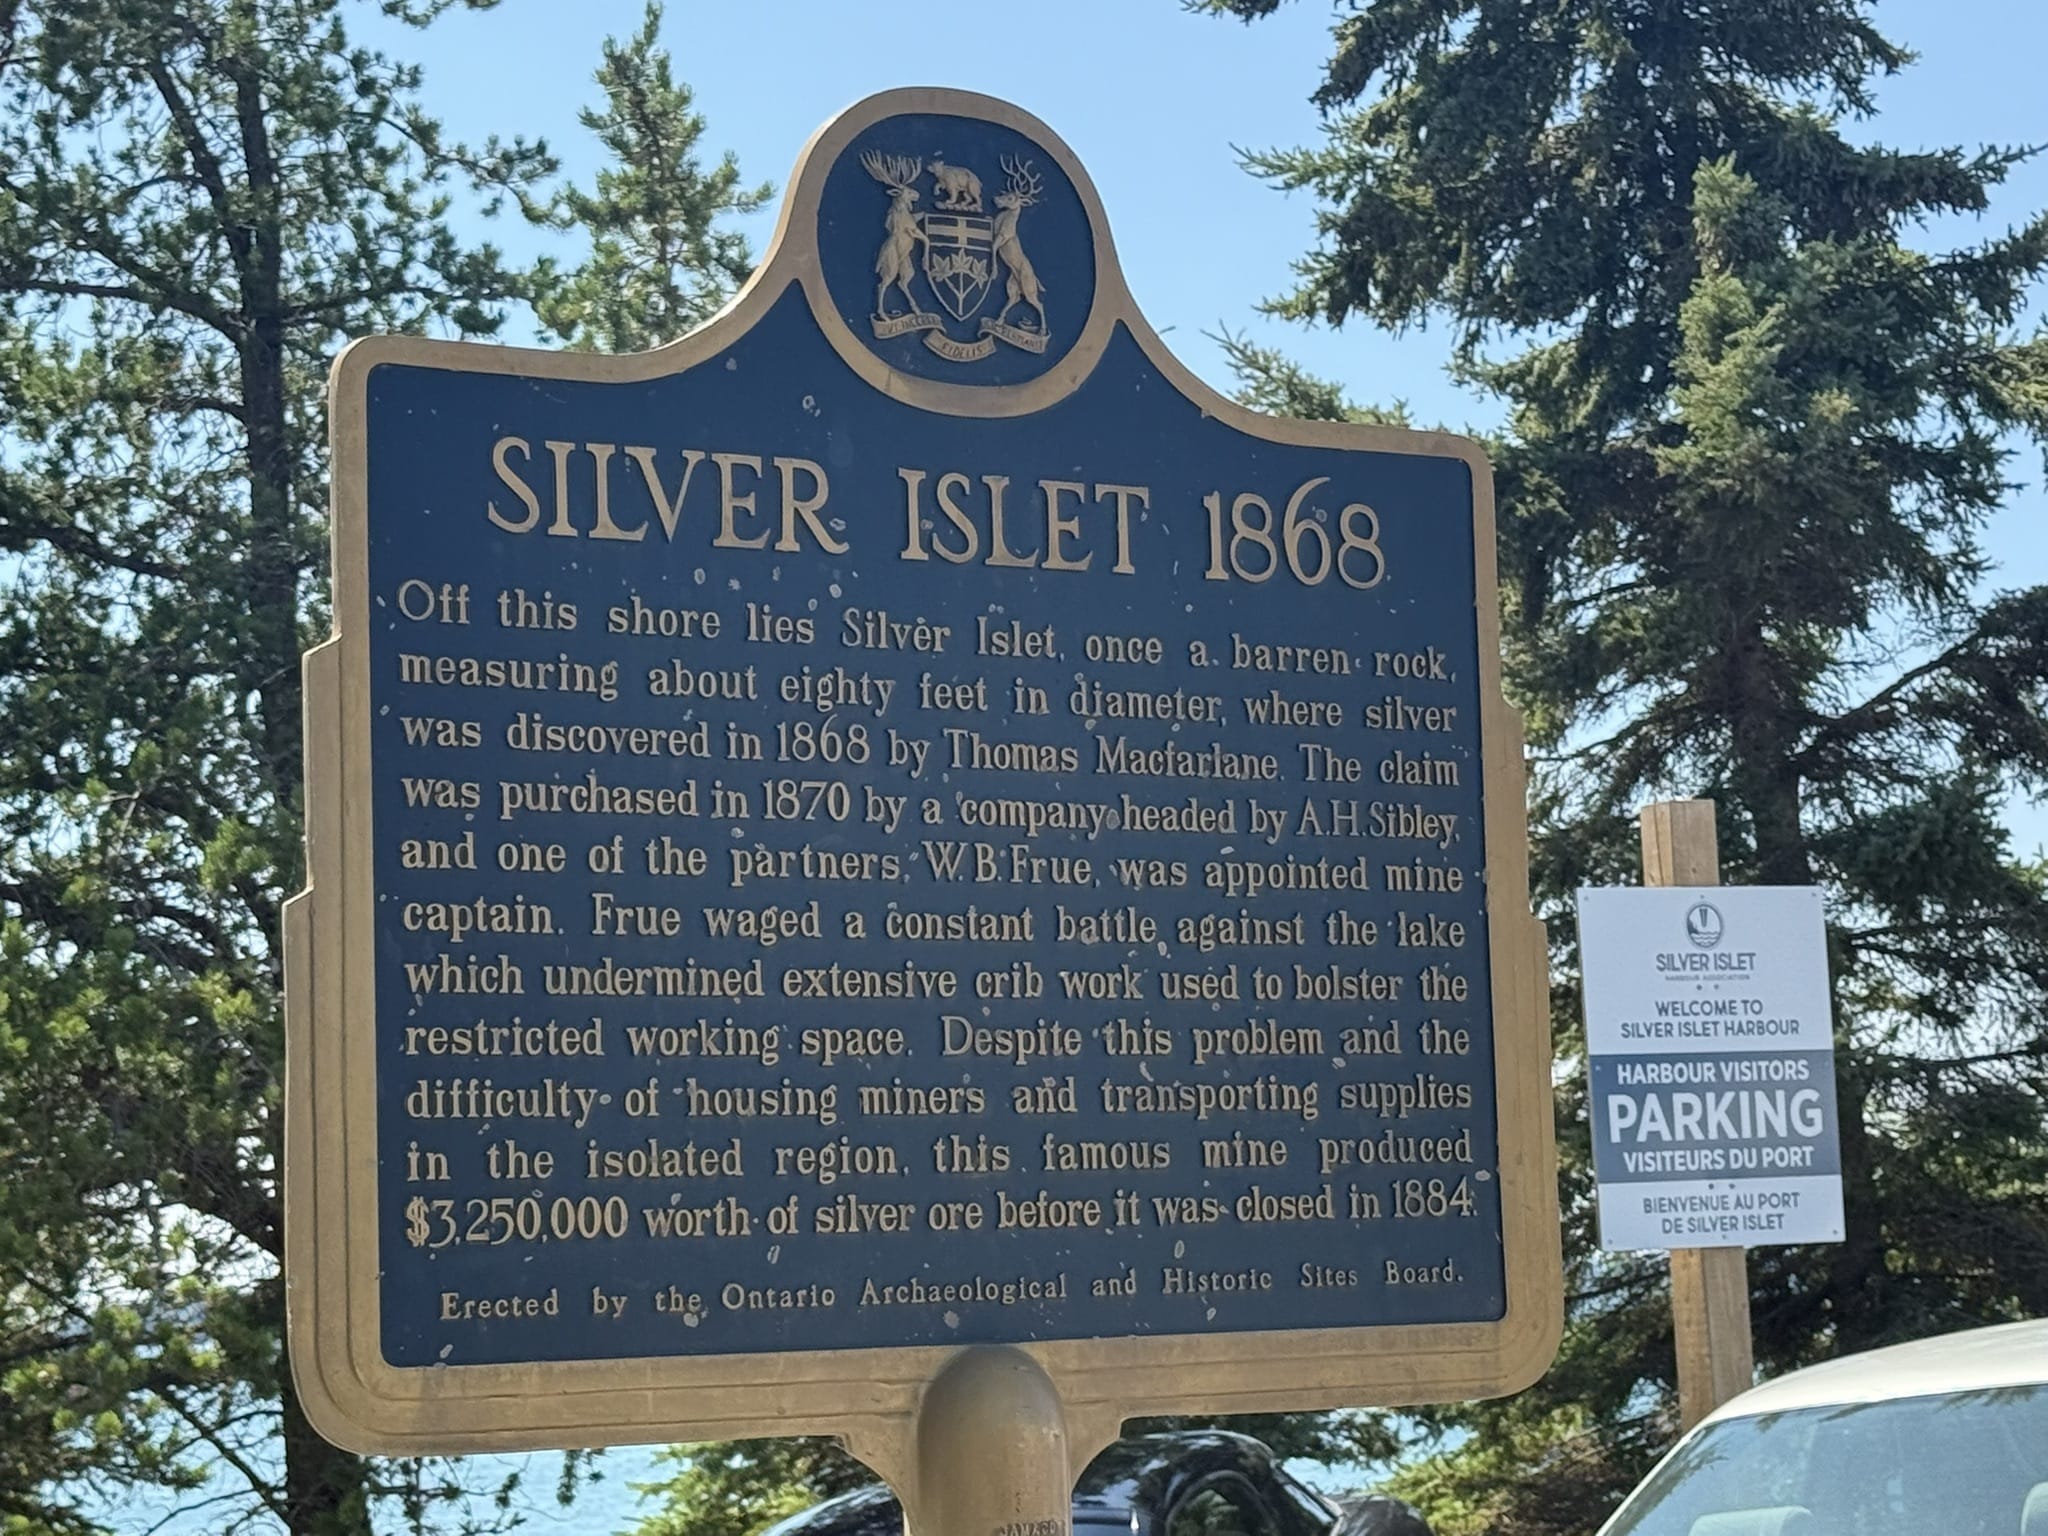 FIDELIS
SILVER ISLET 1868
Off this shore lies Silver Islet, once a barren rock,
measuring about eighty feet in diameter, where silver
was discovered in 1868 by Thomas Macfarlane. The claim
was purchased in 1870 by a company headed by A.H. Sibley,
and one of the partners, W.B. Frue, was appointed mine
captain. Frue waged a constant battle against the lake
which undermined extensive crib work used to bolster the
restricted working space. Despite this problem and the
difficulty of housing miners and transporting supplies
in the isolated region, this famous mine produced
$3,250,000 worth of silver ore before it was closed in 1884.
Erected by the Ontario Archaeological and Historic Sites Board.
SILVER ISLET
HARBOUR ASSOCIATION
WELCOME TO
SILVER ISLET HARBOUR
HARBOUR VISITORS
PARKING
VISITEURS DU PORT
BIENVENUE AU PORT
DE SILVER ISLET